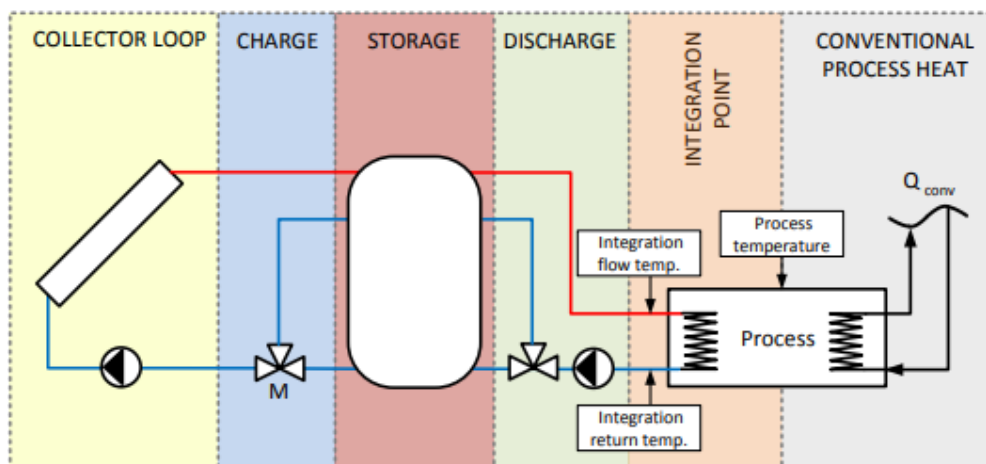 COLLECTOR LOOP
CHARGE
STORAGE
DISCHARGE
INTEGRATION
POINT
CONVENTIONAL
PROCESS HEAT
Q conv
Process
temperature
Integration
flow temp.
Process
M
Integration
return temp.